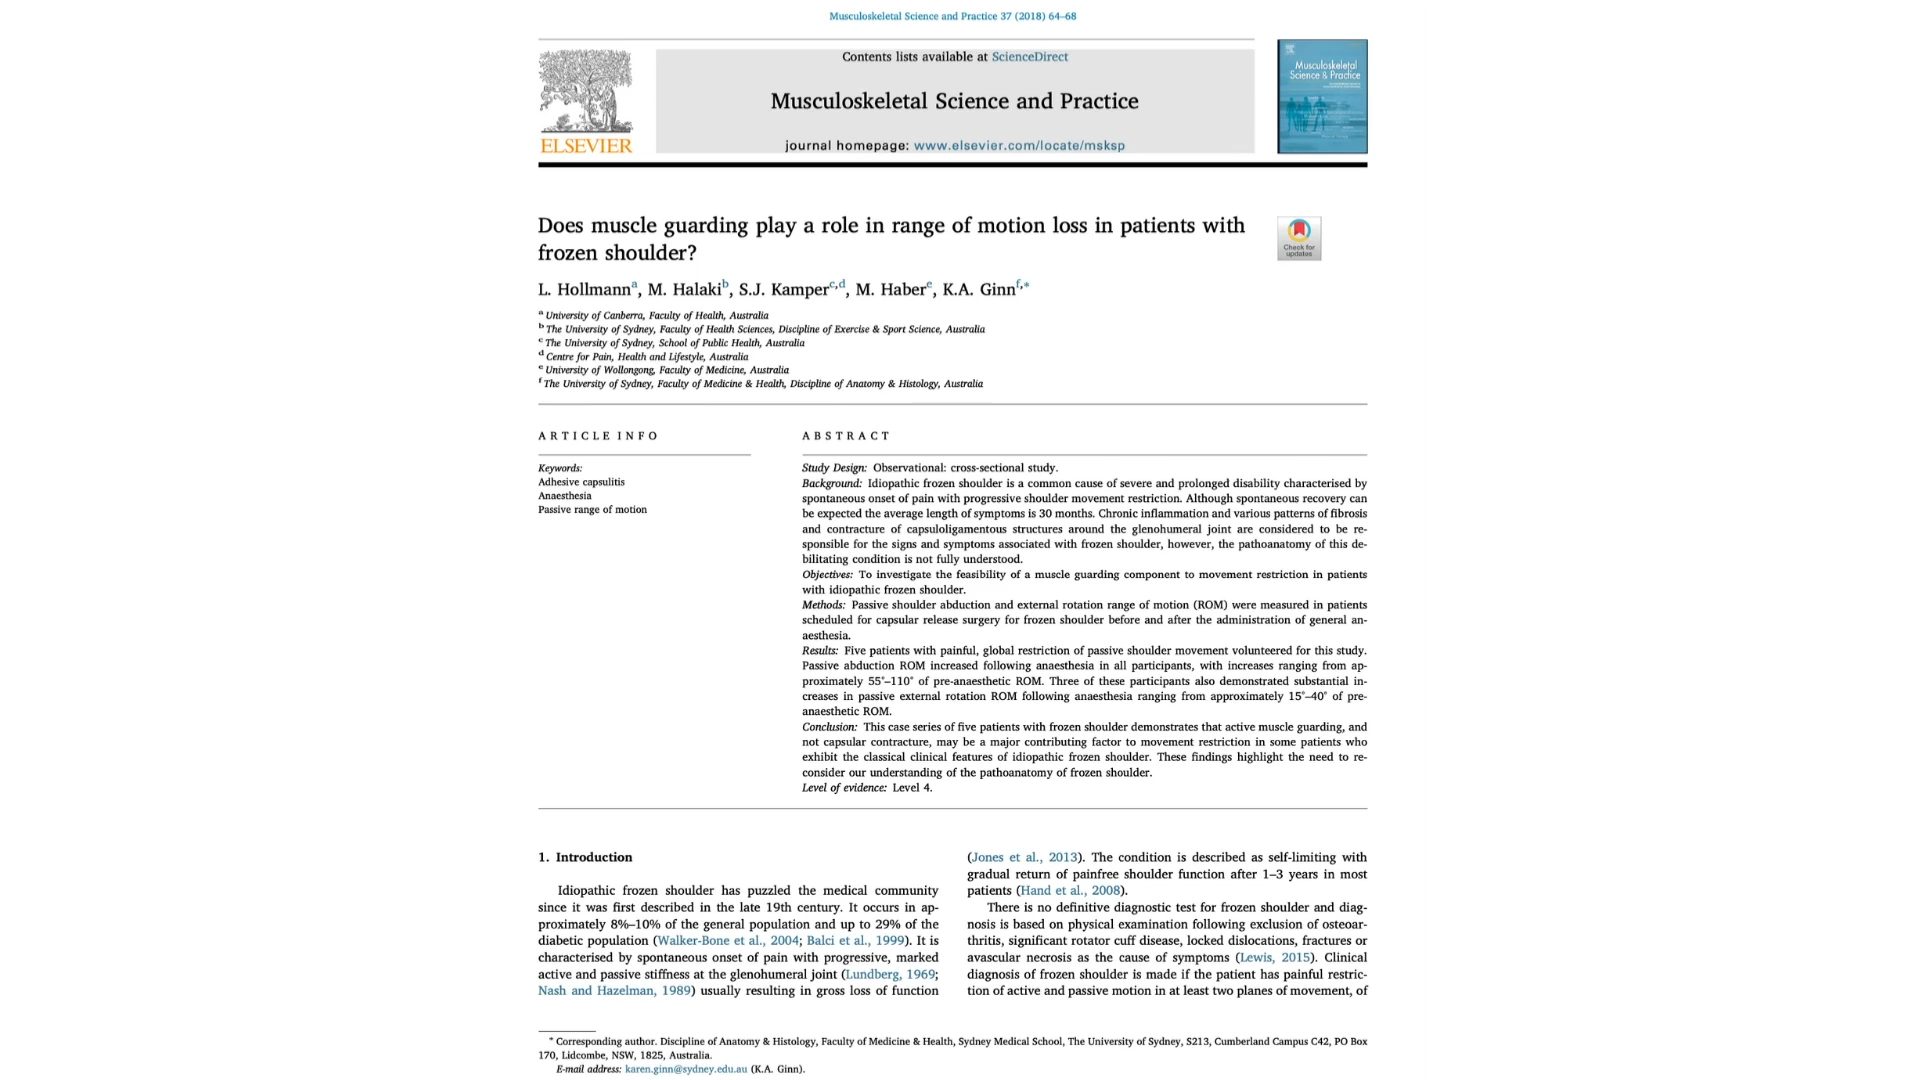 Musculoskeletal Science and Practice 37 (2018) 64–68
Contents lists available at ScienceDirect
Musculoskeletal Science and Practice
journal homepage: www.elsevier.com/locate/msksp
ELSEVIER
Musculoskeletal
Science & Practice
Does muscle guarding play a role in range of motion loss in patients with
frozen shoulder?
Check for
updates
L. Hollmannᵃ, M. Halakiᵇ, S.J. Kamperᶜ,ᵈ, M. Haberᵉ, K.A. Ginnᶠ,*
ᵃ University of Canberra, Faculty of Health, Australia
ᵇ The University of Sydney, Faculty of Health Sciences, Discipline of Exercise & Sport Science, Australia
ᶜ The University of Sydney, School of Public Health, Australia
ᵈ Centre for Pain, Health and Lifestyle, Australia
ᵉ University of Wollongong, Faculty of Medicine, Australia
ᶠ The University of Sydney, Faculty of Medicine & Health, Discipline of Anatomy & Histology, Australia
ARTICLE INFO
Keywords:
Adhesive capsulitis
Anaesthesia
Passive range of motion
ABSTRACT
Study Design: Observational: cross-sectional study.
Background: Idiopathic frozen shoulder is a common cause of severe and prolonged disability characterised by
spontaneous onset of pain with progressive shoulder movement restriction. Although spontaneous recovery can
be expected the average length of symptoms is 30 months. Chronic inflammation and various patterns of fibrosis
and contracture of capsuloligamentous structures around the glenohumeral joint are considered to be re-
sponsible for the signs and symptoms associated with frozen shoulder, however, the pathoanatomy of this de-
bilitating condition is not fully understood.
Objectives: To investigate the feasibility of a muscle guarding component to movement restriction in patients
with idiopathic frozen shoulder.
Methods: Passive shoulder abduction and external rotation range of motion (ROM) were measured in patients
scheduled for capsular release surgery for frozen shoulder before and after the administration of general an-
aesthesia.
Results: Five patients with painful, global restriction of passive shoulder movement volunteered for this study.
Passive abduction ROM increased following anaesthesia in all participants, with increases ranging from ap-
proximately 55°–110° of pre-anaesthetic ROM. Three of these participants also demonstrated substantial in-
creases in passive external rotation ROM following anaesthesia ranging from approximately 15°–40° of pre-
anaesthetic ROM.
Conclusion: This case series of five patients with frozen shoulder demonstrates that active muscle guarding, and
not capsular contracture, may be a major contributing factor to movement restriction in some patients who
exhibit the classical clinical features of idiopathic frozen shoulder. These findings highlight the need to re-
consider our understanding of the pathoanatomy of frozen shoulder.
Level of evidence: Level 4.
1. Introduction
Idiopathic frozen shoulder has puzzled the medical community
since it was first described in the late 19th century. It occurs in ap-
proximately 8%–10% of the general population and up to 29% of the
diabetic population (Walker-Bone et al., 2004; Balci et al., 1999). It is
characterised by spontaneous onset of pain with progressive, marked
active and passive stiffness at the glenohumeral joint (Lundberg, 1969;
Nash and Hazelman, 1989) usually resulting in gross loss of function
(Jones et al., 2013). The condition is described as self-limiting with
gradual return of painfree shoulder function after 1–3 years in most
patients (Hand et al., 2008).
There is no definitive diagnostic test for frozen shoulder and diag-
nosis is based on physical examination following exclusion of osteoar-
thritis, significant rotator cuff disease, locked dislocations, fractures or
avascular necrosis as the cause of symptoms (Lewis, 2015). Clinical
diagnosis of frozen shoulder is made if the patient has painful restric-
tion of active and passive motion in at least two planes of movement, of
* Corresponding author. Discipline of Anatomy & Histology, Faculty of Medicine & Health, Sydney Medical School, The University of Sydney, S213, Cumberland Campus C42, PO Box
170, Lidcombe, NSW, 1825, Australia.
E-mail address: karen.ginn@sydney.edu.au (K.A. Ginn).